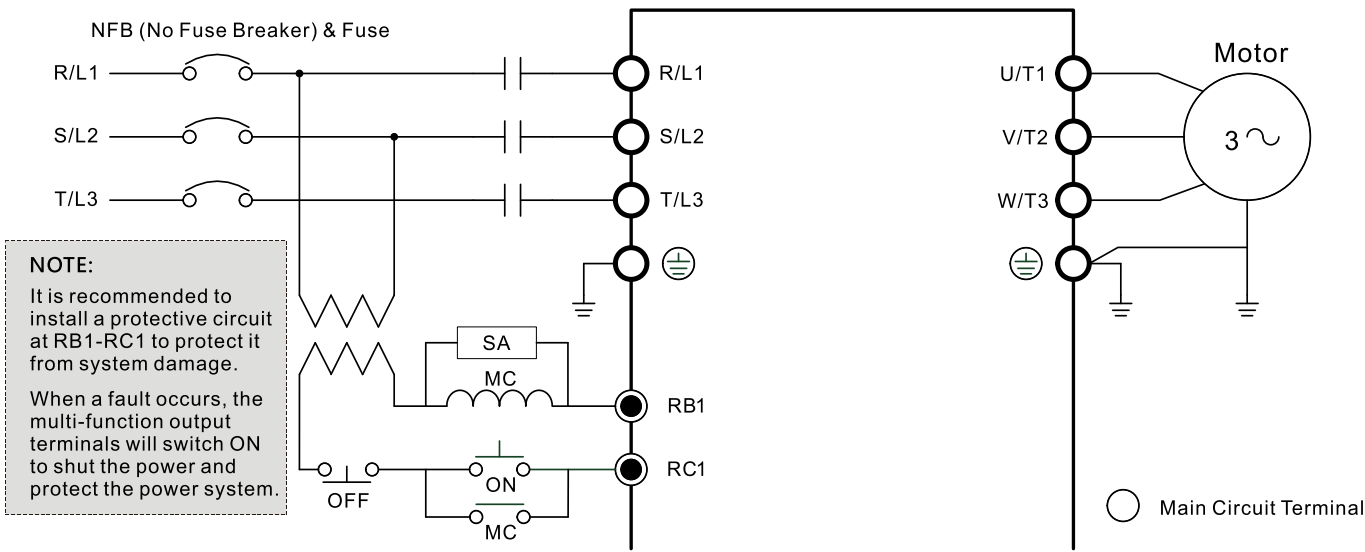 NFB (No Fuse Breaker) & Fuse
Motor
R/L1
R/L1
U/T1
S/L2
S/L2
V/T2
3
T/L3
T/L3
W/T3
NOTE:
It is recommended to
install a protective circuit
at RB1-RC1 to protect it
from system damage.
When a fault occurs, the
multi-function output
terminals will switch ON
to shut the power and
protect the power system.
SA
MC
RB1
RC1
OFF
ON
MC
Main Circuit Terminal